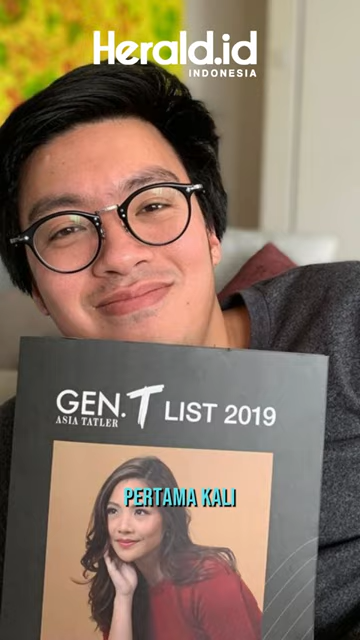 Herald.id
INDONESIA
GEN.T LIST 2019
ASIA TATLER
PERTAMA KALI